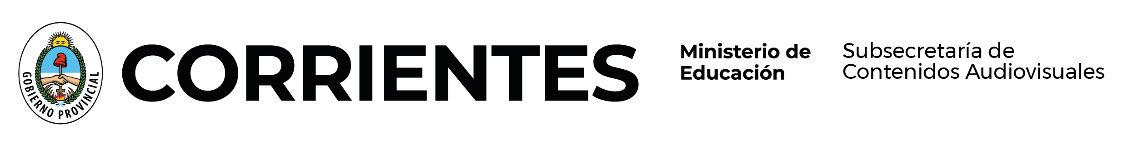 GOBIERNO PROVINCIAL
CORRIENTES
Ministerio de
Educación
Subsecretaría de
Contenidos Audiovisuales